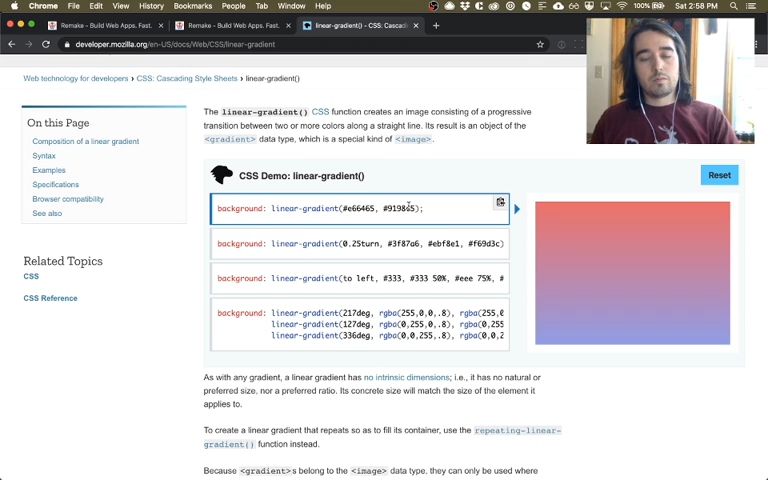 Chrome File Edit View History Bookmarks People Tab Window Help
100% Sat 2:58 PM
Remake - Build Web Apps. Fast.
Remake - Build Web Apps. Fast.
linear-gradient() - CSS: Cascad
developer.mozilla.org/en-US/docs/Web/CSS/linear-gradient
Web technology for developers CSS: Cascading Style Sheets linear-gradient()
On this Page
Composition of a linear gradient
Syntax
Examples
Specifications
Browser compatibility
See also
Related Topics
CSS
CSS Reference
The linear-gradient() CSS function creates an image consisting of a progressive
transition between two or more colors along a straight line. Its result is an object of the
<gradient> data type, which is a special kind of <image>.
CSS Demo: linear-gradient()
Reset
background: linear-gradient(#e66465, #9198e5);
background: linear-gradient(0.25turn, #3f87a6, #ebf8e1, #f69d3c)
background: linear-gradient(to left, #333, #333 50%, #eee 75%, #
background: linear-gradient(217deg, rgba(255,0,0,.8), rgba(255,0
linear-gradient(127deg, rgba(0,255,0,.8), rgba(0,255
linear-gradient(336deg, rgba(0,0,255,.8), rgba(0,0,2
As with any gradient, a linear gradient has no intrinsic dimensions; i.e., it has no natural or
preferred size, nor a preferred ratio. Its concrete size will match the size of the element it
applies to.
To create a linear gradient that repeats so as to fill its container, use the repeating-linear-
gradient() function instead.
Because <gradient>s belong to the <image> data type, they can only be used where